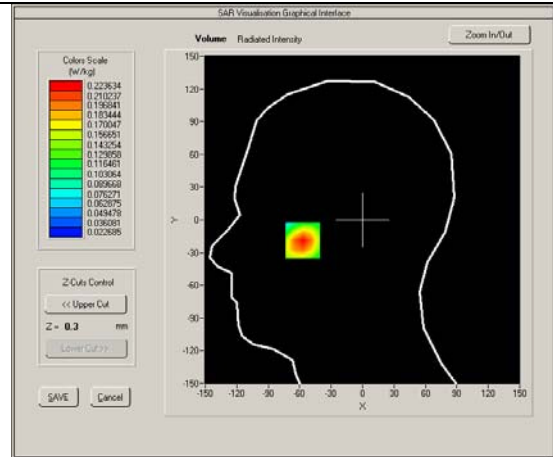 SAR Visualisation Graphical Interface
Volume Radiated Intensity
Zoom In/Out
Colors Scale
(W/kg)
0.223634
0.210237
0.196841
0.183444
0.170047
0.156651
0.143254
0.129858
0.116461
0.103064
0.089668
0.076271
0.062875
0.049478
0.036081
0.022685
Z-Cuts Control
<< Upper Cut
Z = 0.3 mm
Lower Cut >>
SAVE Cancel
150
120
90
60
30
0
-30
-60
-90
-120
-150
Y
-150 -120 -90 -60 -30 0 30 60 90 120 150
X